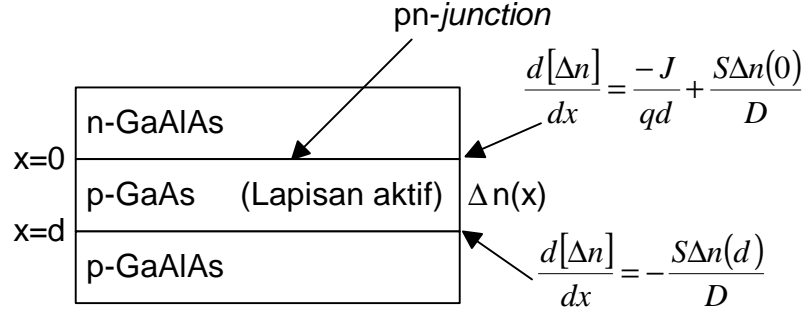 pn-junction
d[Δn]/dx = -J/qd + SΔn(0)/D
n-GaAlAs
x=0
p-GaAs (Lapisan aktif) Δn(x)
x=d
p-GaAlAs
d[Δn]/dx = - SΔn(d)/D